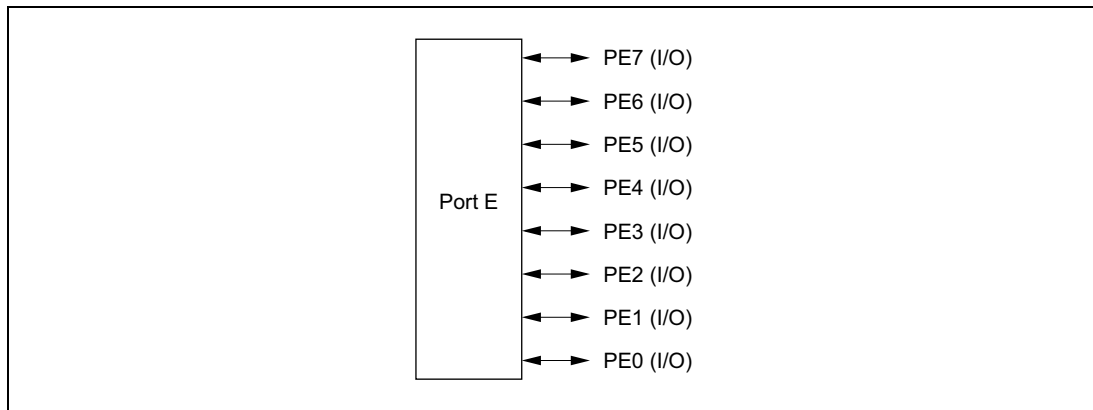 PE7 (I/O)
PE6 (I/O)
PE5 (I/O)
PE4 (I/O)
Port E
PE3 (I/O)
PE2 (I/O)
PE1 (I/O)
PE0 (I/O)